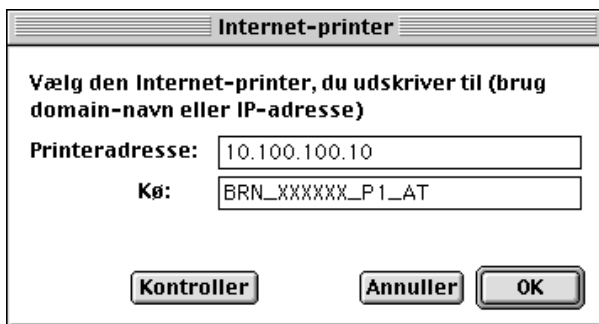 Internet-printer
Vælg den Internet-printer, du udskriver til (brug
domain-navn eller IP-adresse)
Printeradresse: 10.100.100.10
Kø: BRN_XXXXXX_P1_AT
Kontroller Annuller OK